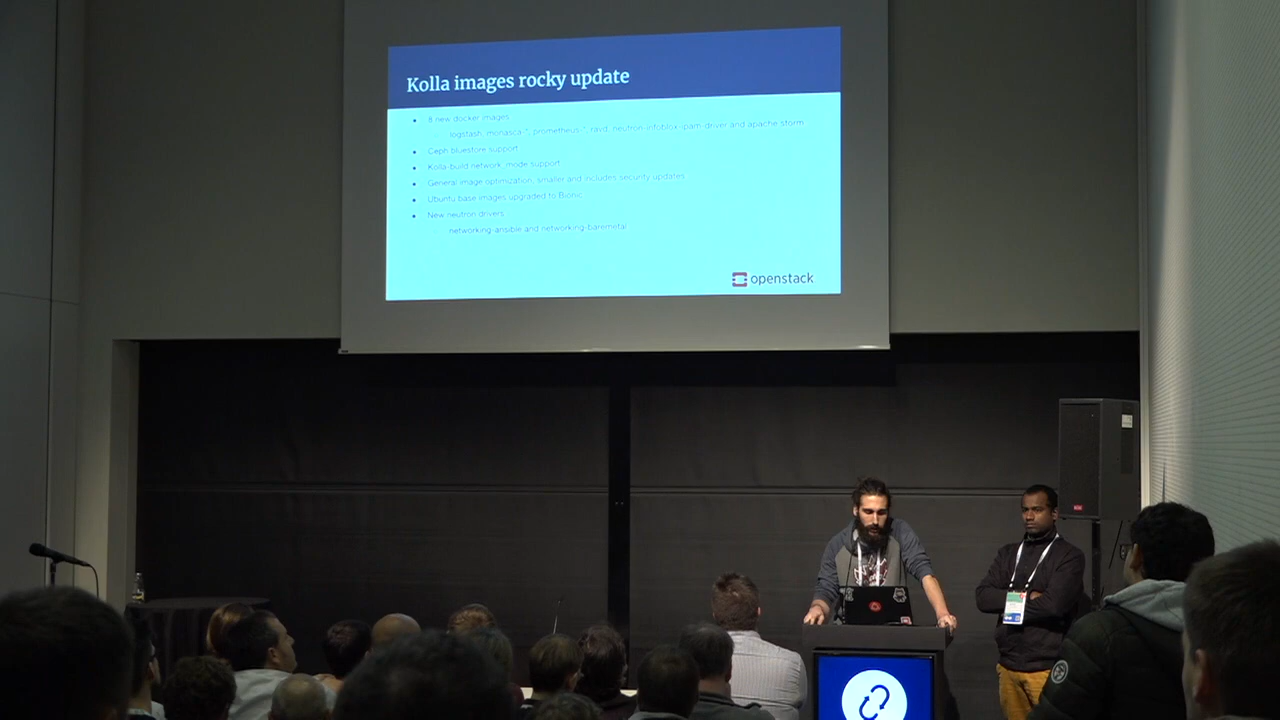 Kolla images rocky update
8 new docker images
logstash, monasca-*, prometheus-*, ravd, neutron-infoblox-ipam-driver and apache storm
Ceph bluestore support
Kolla-build network_mode support
General image optimization, smaller and includes security updates
Ubuntu base images upgraded to Bionic
New neutron drivers
networking-ansible and networking-baremetal
openstack